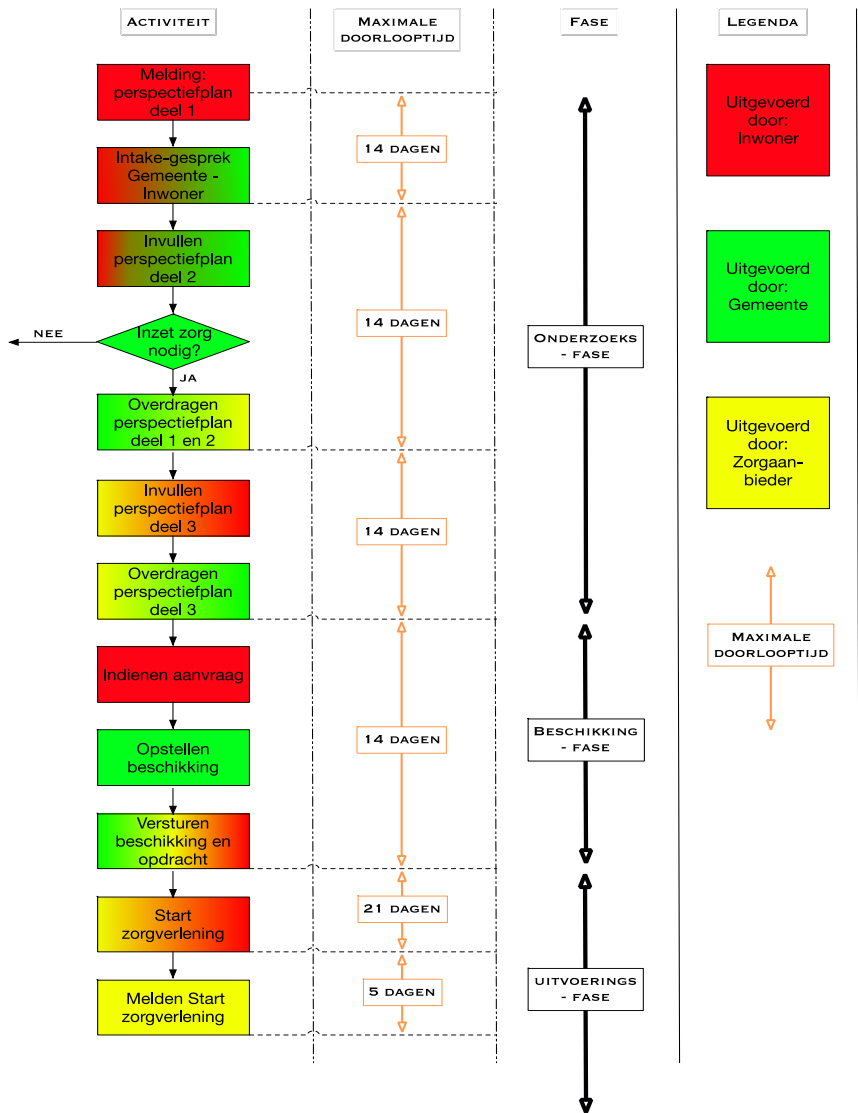 ACTIVITEIT
MAXIMALE
DOORLOOPTIJD
FASE
LEGENDA
Melding:
perspectiefplan
deel 1
Intake-gesprek
Gemeente -
Inwoner
Invullen
perspectiefplan
deel 2
Inzet zorg
nodig?
NEE
JA
Overdragen
perspectiefplan
deel 1 en 2
Invullen
perspectiefplan
deel 3
Overdragen
perspectiefplan
deel 3
Indienen aanvraag
Opstellen
beschikking
Versturen
beschikking en
opdracht
Start
zorgverlening
Melden Start
zorgverlening
14 DAGEN
14 DAGEN
14 DAGEN
14 DAGEN
21 DAGEN
5 DAGEN
ONDERZOEKS
- FASE
BESCHIKKING
- FASE
UITVOERINGS
- FASE
Uitgevoerd
door:
Inwoner
Uitgevoerd
door:
Gemeente
Uitgevoerd
door:
Zorgaan-
bieder
MAXIMALE
DOORLOOPTIJD